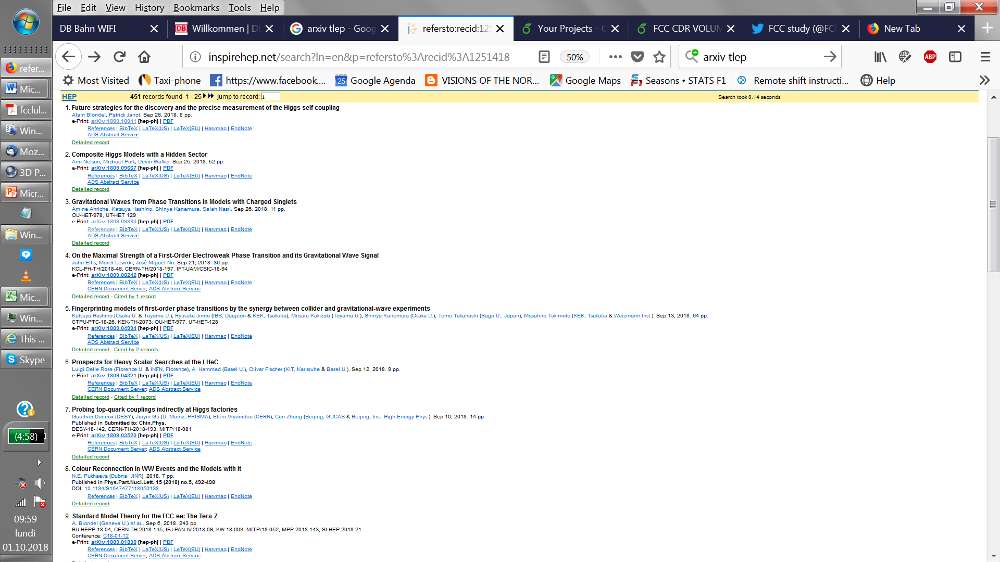 File Edit View History Bookmarks Tools Help
DB Bahn WIFI
Willkommen | DB
arxiv tlep - Goog
refersto:recid:125
Your Projects - O
FCC CDR VOLUM
FCC study (@FCC
New Tab
inspirehep.net/search?ln=en&p=refersto%3Arecid%3A1251418
50%
arxiv tlep
ABP
Most Visited
Taxi-phone
https://www.facebook....
25 Google Agenda
VISIONS OF THE NOR...
Google Maps
Seasons • STATS F1
Remote shift instructi...
Help
refer...
Mic...
fcclul...
Win...
Moz...
3D P...
Micr...
Win...
Mic...
Win...
This ...
Skype
(4:58)
09:59
lundi
01.10.2018
HEP 451 records found 1 - 25 jump to record: 1 Search took 0.14 seconds.
1. Future strategies for the discovery and the precise measurement of the Higgs self coupling
Alain Blondel, Patrick Janot. Sep 26, 2018. 8 pp.
e-Print: arXiv:1809.10041 [hep-ph] | PDF
References | BibTeX | LaTeX(US) | LaTeX(EU) | Harvmac | EndNote
ADS Abstract Service
Detailed record
2. Composite Higgs Models with a Hidden Sector
Ann Nelson, Michael Park, Devin Walker. Sep 25, 2018. 52 pp.
e-Print: arXiv:1809.09667 [hep-ph] | PDF
References | BibTeX | LaTeX(US) | LaTeX(EU) | Harvmac | EndNote
ADS Abstract Service
Detailed record
3. Gravitational Waves from Phase Transitions in Models with Charged Singlets
Amine Ahriche, Katsuya Hashino, Shinya Kanemura, Salah Nasri. Sep 26, 2018. 11 pp.
OU-HET-978, UT-HET 129
e-Print: arXiv:1809.09883 [hep-ph] | PDF
References | BibTeX | LaTeX(US) | LaTeX(EU) | Harvmac | EndNote
ADS Abstract Service
Detailed record
4. On the Maximal Strength of a First-Order Electroweak Phase Transition and its Gravitational Wave Signal
John Ellis, Marek Lewicki, José Miguel No. Sep 21, 2018. 36 pp.
KCL-PH-TH/2018-46, CERN-TH/2018-197, IFT-UAM/CSIC-18-94
e-Print: arXiv:1809.08242 [hep-ph] | PDF
References | BibTeX | LaTeX(US) | LaTeX(EU) | Harvmac | EndNote
CERN Document Server; ADS Abstract Service
Detailed record - Cited by 1 record
5. Fingerprinting models of first-order phase transitions by the synergy between collider and gravitational-wave experiments
Katsuya Hashino (Osaka U. & Toyama U.), Ryusuke Jinno (IBS, Daejeon & KEK, Tsukuba), Mitsuru Kakizaki (Toyama U.), Shinya Kanemura (Osaka U.), Tomo Takahashi (Saga U., Japan), Masahiro Takimoto (KEK, Tsukuba & Weizmann Inst.). Sep 13, 2018. 64 pp.
CTPU-PTC-18-26, KEK-TH-2073, OU-HET-977, UT-HET-128
e-Print: arXiv:1809.04994 [hep-ph] | PDF
References | BibTeX | LaTeX(US) | LaTeX(EU) | Harvmac | EndNote
ADS Abstract Service
Detailed record - Cited by 2 records
6. Prospects for Heavy Scalar Searches at the LHeC
Luigi Delle Rose (Florence U. & INFN, Florence), A. Hammad (Basel U.), Oliver Fischer (KIT, Karlsruhe & Basel U.). Sep 12, 2018. 9 pp.
e-Print: arXiv:1809.04321 [hep-ph] | PDF
References | BibTeX | LaTeX(US) | LaTeX(EU) | Harvmac | EndNote
CERN Document Server; ADS Abstract Service
Detailed record - Cited by 1 record
7. Probing top-quark couplings indirectly at Higgs factories
Gauthier Durieux (DESY), Jiayin Gu (U. Mainz, PRISMA), Eleni Vryonidou (CERN), Cen Zhang (Beijing, GUCAS & Beijing, Inst. High Energy Phys.). Sep 10, 2018. 14 pp.
Published in Submitted to: Chin.Phys.
DESY-18-142, CERN-TH-2018-193, MITP/18-081
e-Print: arXiv:1809.03520 [hep-ph] | PDF
References | BibTeX | LaTeX(US) | LaTeX(EU) | Harvmac | EndNote
CERN Document Server; ADS Abstract Service
Detailed record
8. Colour Reconnection in WW Events and the Models with It
N.E. Pukhaeva (Dubna, JINR). 2018. 7 pp.
Published in Phys.Part.Nucl.Lett. 15 (2018) no.5, 492-498
DOI: 10.1134/S1547477118050138
References | BibTeX | LaTeX(US) | LaTeX(EU) | Harvmac | EndNote
Detailed record
9. Standard Model Theory for the FCC-ee: The Tera-Z
A. Blondel (Geneva U.) et al.. Sep 6, 2018. 243 pp.
BU-HEPP-18-04, CERN-TH-2018-145, IFJ-PAN-IV-2018-09, KW 18-003, MITP/18-052, MPP-2018-143, SI-HEP-2018-21
Conference: C18-01-12
e-Print: arXiv:1809.01830 [hep-ph] | PDF
References | BibTeX | LaTeX(US) | LaTeX(EU) | Harvmac | EndNote
CERN Document Server; ADS Abstract Service